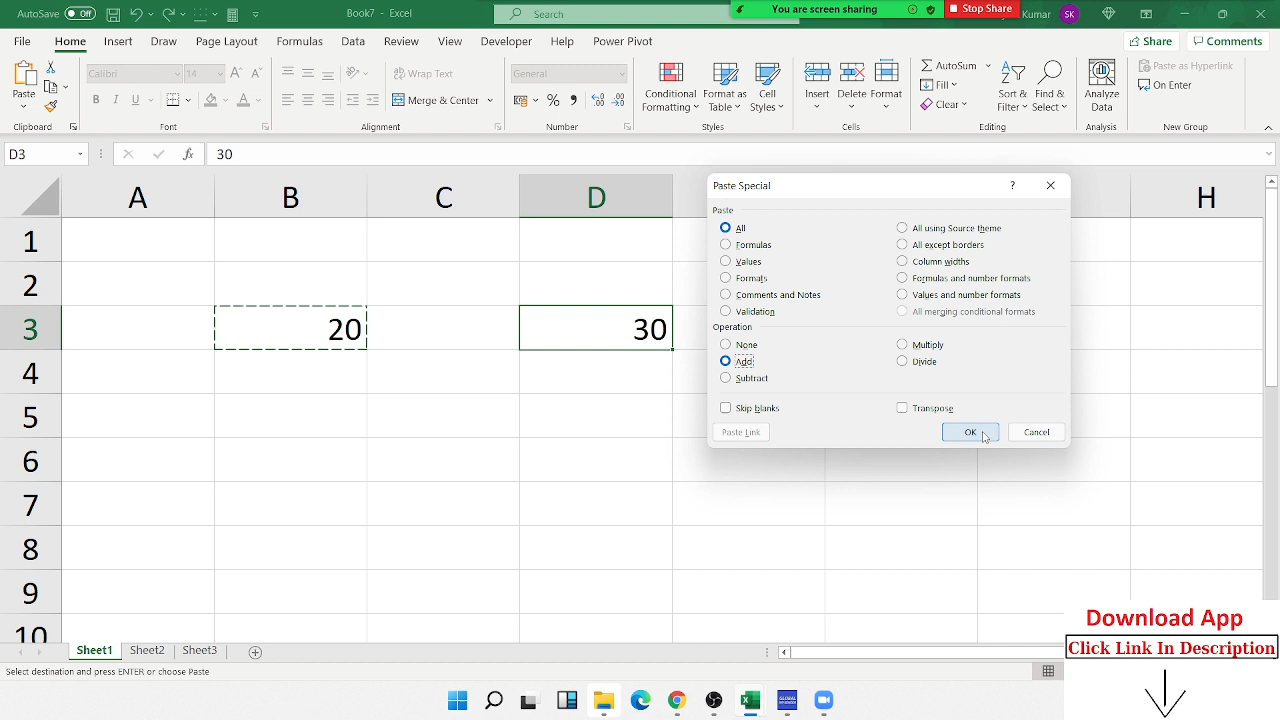 AutoSave Off Book7 - Excel Search You are screen sharing Stop Share Kumar SK
File Home Insert Draw Page Layout Formulas Data Review View Developer Help Power Pivot Share Comments
Paste Calibri 14 Wrap Text General Conditional Formatting Format as Table Cell Styles Insert Delete Format AutoSum Sort & Filter Find & Select Analyze Data Paste as Hyperlink
B I U A Merge & Center % Fill On Enter
Clear
Clipboard Font Alignment Number Styles Cells Editing Analysis New Group
D3 fx 30
A B C D H
Paste Special ?
Paste
All All using Source theme
Formulas All except borders
Values Column widths
Formats Formulas and number formats
Comments and Notes Values and number formats
Validation All merging conditional formats
Operation
None Multiply
Add Divide
Subtract
Skip blanks Transpose
Paste Link OK Cancel
1
2
3 20 30
4
5
6
7
8
9
10
Sheet1 Sheet2 Sheet3
Select destination and press ENTER or choose Paste
Download App
Click Link In Description